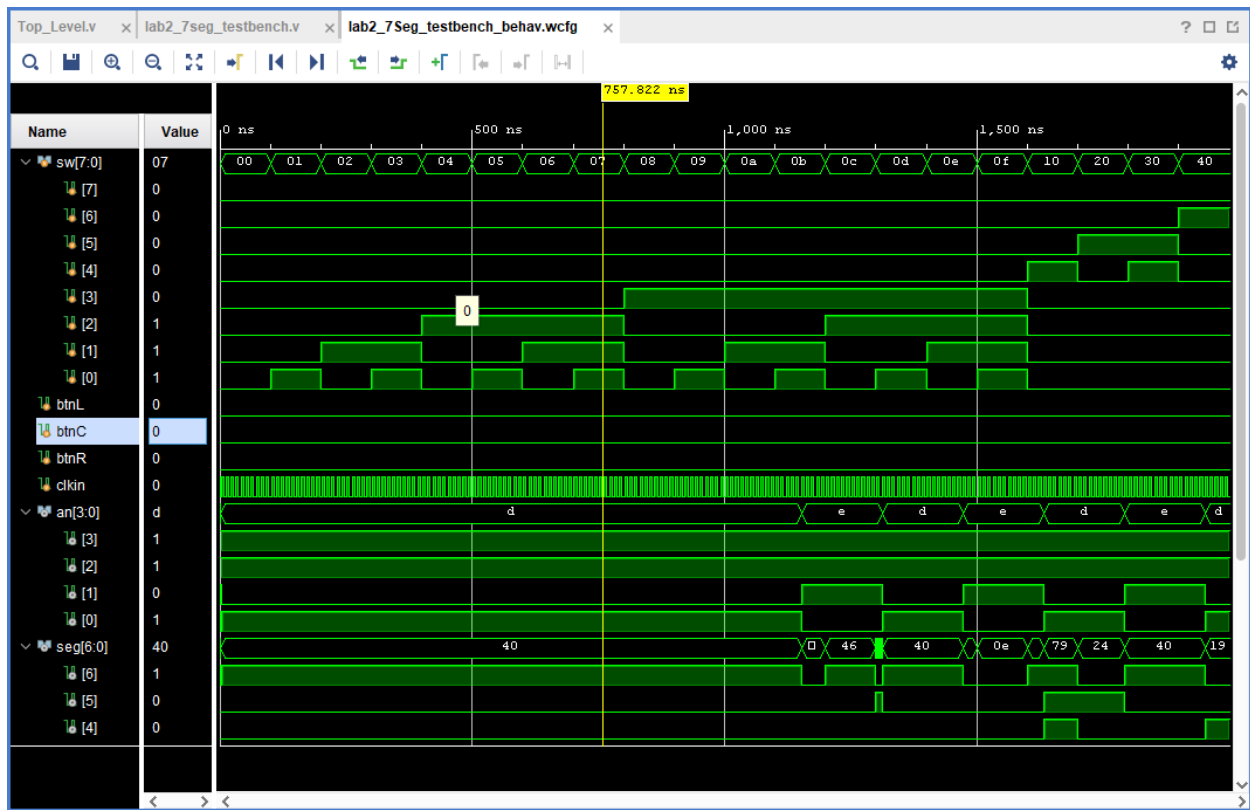 Top_Level.v × lab2_7seg_testbench.v × lab2_7Seg_testbench_behav.wcfg × ?
757.822 ns
Name Value 0 ns 500 ns 1,000 ns 1,500 ns
sw[7:0] 07 00 01 02 03 04 05 06 07 08 09 0a 0b 0c 0d 0e 0f 10 20 30 40
[7] 0
[6] 0
[5] 0
[4] 0
[3] 0
0
[2] 1
[1] 1
[0] 1
btnL 0
btnC 0
btnR 0
clkin 0
an[3:0] d d e d e d e d
[3] 1
[2] 1
[1] 0
[0] 1
seg[6:0] 40 40 46 40 0e 79 24 40 19
[6] 1
[5] 0
[4] 0